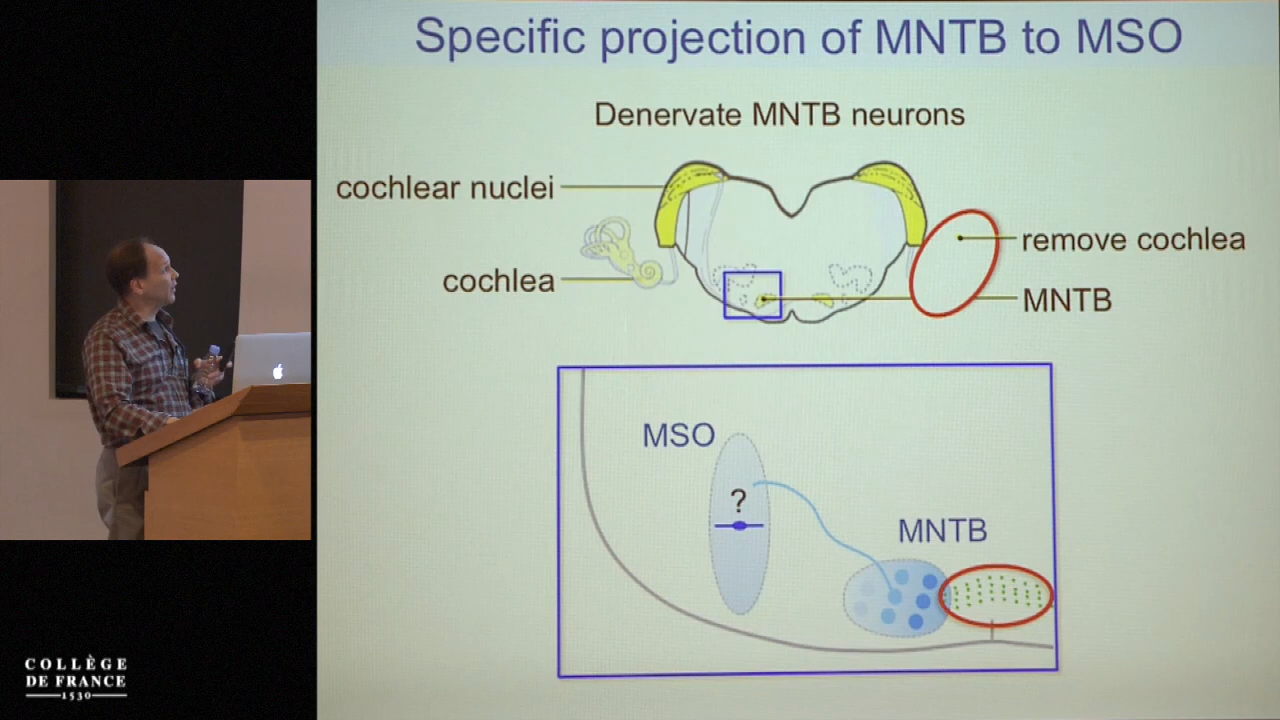 Specific projection of MNTB to MSO
Denervate MNTB neurons
cochlear nuclei
remove cochlea
cochlea
MNTB
MSO
?
MNTB
COLLÈGE
DE FRANCE
1530